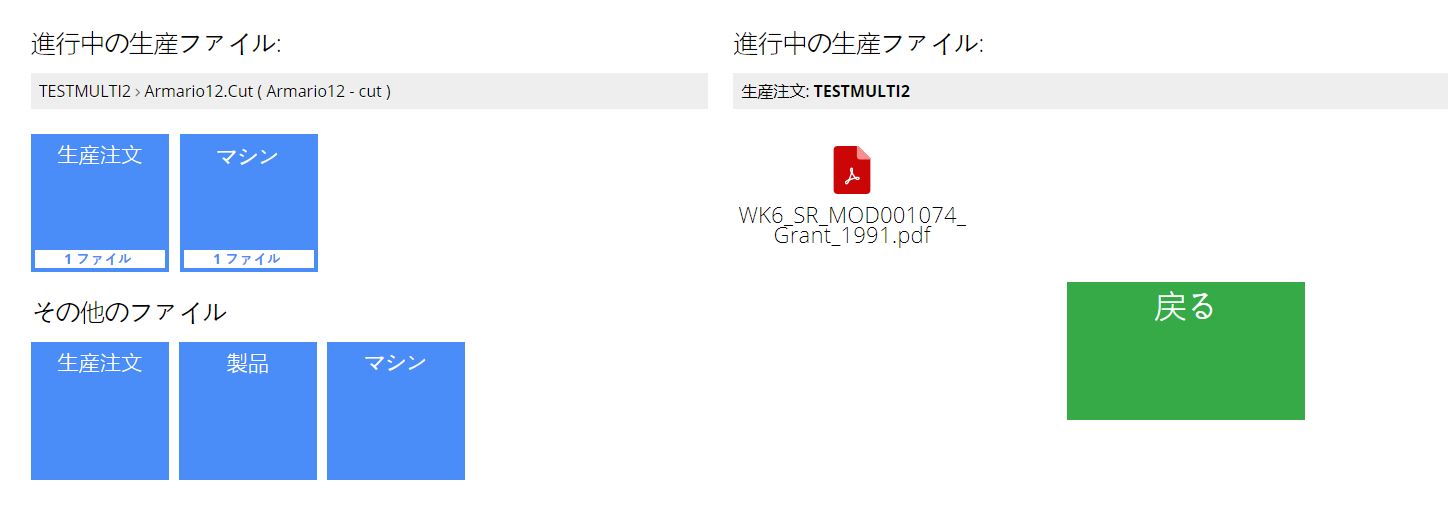 進行中の生産ファイル:
TESTMULTI2 › Armario12.Cut ( Armario12 - cut )
生産注文
マシン
1 ファイル
1 ファイル
その他のファイル
生産注文
製品
マシン
進行中の生産ファイル:
生産注文: TESTMULTI2
WK6_SR_MOD001074_
Grant_1991.pdf
戻る